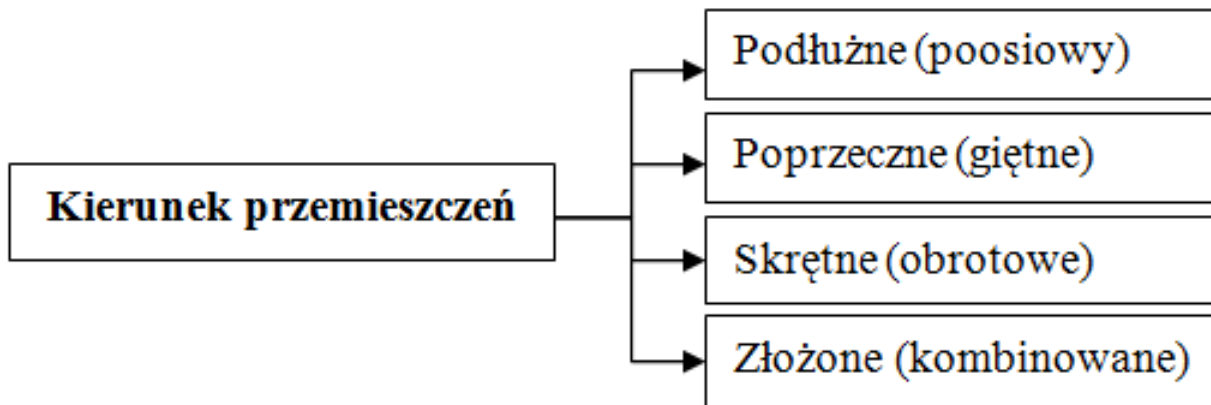 Podłużne (poosiowy)
Poprzeczne (giętne)
Kierunek przemieszczeń
Skrętne (obrotowe)
Złożone (kombinowane)